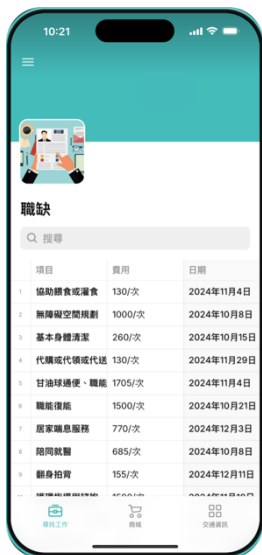 10:21
職缺
搜尋
項目 費用 日期
1 協助餵食或灌食 130/次 2024年11月4日
2 無障礙空間規劃 1000/次 2024年10月8日
3 基本身體清潔 260/次 2024年10月15日
4 代購或代領或代送 130/次 2024年11月29日
5 甘油球通便、職能 1705/次 2024年11月4日
6 職能復能 1500/次 2024年10月21日
7 居家喘息服務 770/次 2024年12月3日
8 陪同就醫 685/次 2024年10月8日
9 翻身拍背 155/次 2024年12月11日
尋找工作 商城 交通資訊